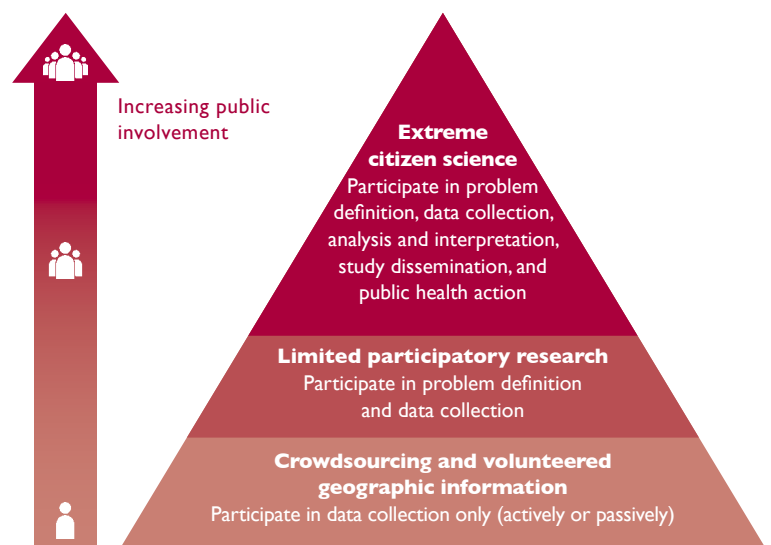 Increasing public
involvement
Extreme
citizen science
Participate in problem
definition, data collection,
analysis and interpretation,
study dissemination, and
public health action
Limited participatory research
Participate in problem definition
and data collection
Crowdsourcing and volunteered
geographic information
Participate in data collection only (actively or passively)